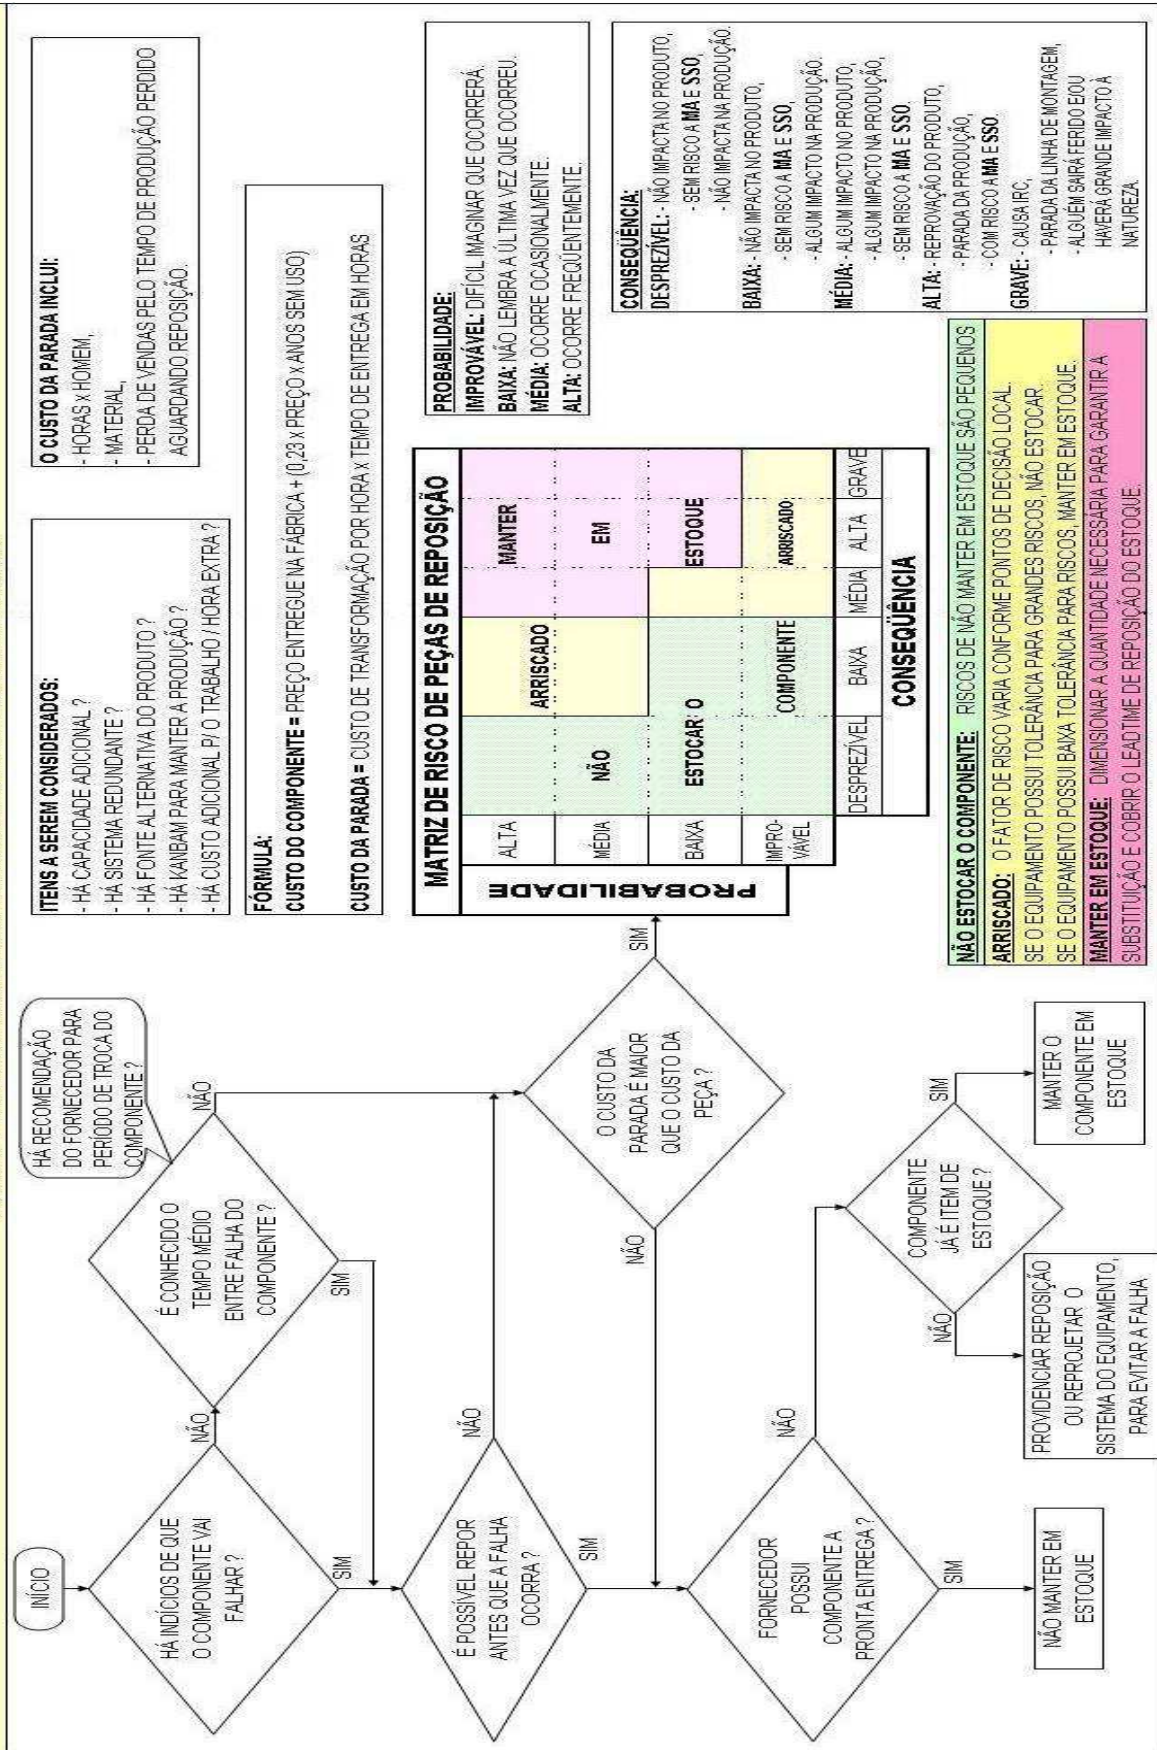 INÍCIO
HÁ INDÍCIOS DE QUE
O COMPONENTE VAI
FALHAR ?
NÃO
SIM
HÁ RECOMENDAÇÃO
DO FORNECEDOR PARA
PERÍODO DE TROCA DO
COMPONENTE ?
É CONHECIDO O
TEMPO MÉDIO
ENTRE FALHA DO
COMPONENTE ?
NÃO
SIM
É POSSÍVEL REPOR
ANTES QUE A FALHA
OCORRA ?
NÃO
SIM
O CUSTO DA
PARADA É MAIOR
QUE O CUSTO DA
PEÇA ?
NÃO
SIM
FORNECEDOR
POSSUI
COMPONENTE A
PRONTA ENTREGA ?
NÃO
SIM
NÃO MANTER EM
ESTOQUE
COMPONENTE
JÁ É ITEM DE
ESTOQUE ?
NÃO
SIM
PROVIDENCIAR REPOSIÇÃO
OU REPROJETAR O
SISTEMA DO EQUIPAMENTO,
PARA EVITAR A FALHA
MANTER O
COMPONENTE EM
ESTOQUE
ITENS A SEREM CONSIDERADOS:
- HÁ CAPACIDADE ADICIONAL ?
- HÁ SISTEMA REDUNDANTE ?
- HÁ FONTE ALTERNATIVA DO PRODUTO ?
- HÁ KANBAM PARA MANTER A PRODUÇÃO ?
- HÁ CUSTO ADICIONAL P/ O TRABALHO / HORA EXTRA ?
O CUSTO DA PARADA INCLUI:
- HORAS x HOMEM,
- MATERIAL,
- PERDA DE VENDAS PELO TEMPO DE PRODUÇÃO PERDIDO
AGUARDANDO REPOSIÇÃO.
FÓRMULA:
CUSTO DO COMPONENTE = PREÇO ENTREGUE NA FÁBRICA + (0,23 x PREÇO x ANOS SEM USO)
CUSTO DA PARADA = CUSTO DE TRANSFORMAÇÃO POR HORA x TEMPO DE ENTREGA EM HORAS
MATRIZ DE RISCO DE PEÇAS DE REPOSIÇÃO
PROBABILIDADE
ALTA
MÉDIA
BAIXA
IMPRO-
VÁVEL
ARRISCADO
MANTER
NÃO
EM
ESTOCAR O
ESTOQUE
COMPONENTE
ARRISCADO
DESPREZÍVEL
BAIXA
MÉDIA
ALTA
GRAVE
CONSEQÜÊNCIA
PROBABILIDADE:
IMPROVÁVEL: DIFÍCIL IMAGINAR QUE OCORRERÁ.
BAIXA: NÃO LEMBRA A ÚLTIMA VEZ QUE OCORREU.
MÉDIA: OCORRE OCASIONALMENTE.
ALTA: OCORRE FREQÜENTEMENTE.
CONSEQÜÊNCIA:
DESPREZÍVEL: - NÃO IMPACTA NO PRODUTO,
- SEM RISCO A MA E SSO,
- NÃO IMPACTA NA PRODUÇÃO.
BAIXA: - NÃO IMPACTA NO PRODUTO,
- SEM RISCO A MA E SSO,
- ALGUM IMPACTO NA PRODUÇÃO.
MÉDIA: - ALGUM IMPACTO NO PRODUTO,
- ALGUM IMPACTO NA PRODUÇÃO,
- SEM RISCO A MA E SSO.
ALTA: - REPROVAÇÃO DO PRODUTO,
- PARADA DA PRODUÇÃO,
- COM RISCO A MA E SSO.
GRAVE: - CAUSA IRC,
- PARADA DA LINHA DE MONTAGEM,
- ALGUÉM SAIRÁ FERIDO E/OU
HAVERÁ GRANDE IMPACTO À
NATUREZA.
NÃO ESTOCAR O COMPONENTE: RISCOS DE NÃO MANTER EM ESTOQUE SÃO PEQUENOS
ARRISCADO: O FATOR DE RISCO VARIA CONFORME PONTOS DE DECISÃO LOCAL.
SE O EQUIPAMENTO POSSUI TOLERÂNCIA PARA GRANDES RISCOS, NÃO ESTOCAR.
SE O EQUIPAMENTO POSSUI BAIXA TOLERÂNCIA PARA RISCOS, MANTER EM ESTOQUE.
MANTER EM ESTOQUE: DIMENSIONAR A QUANTIDADE NECESSÁRIA PARA GARANTIR A
SUBSTITUIÇÃO E COBRIR O LEADTIME DE REPOSIÇÃO DO ESTOQUE.